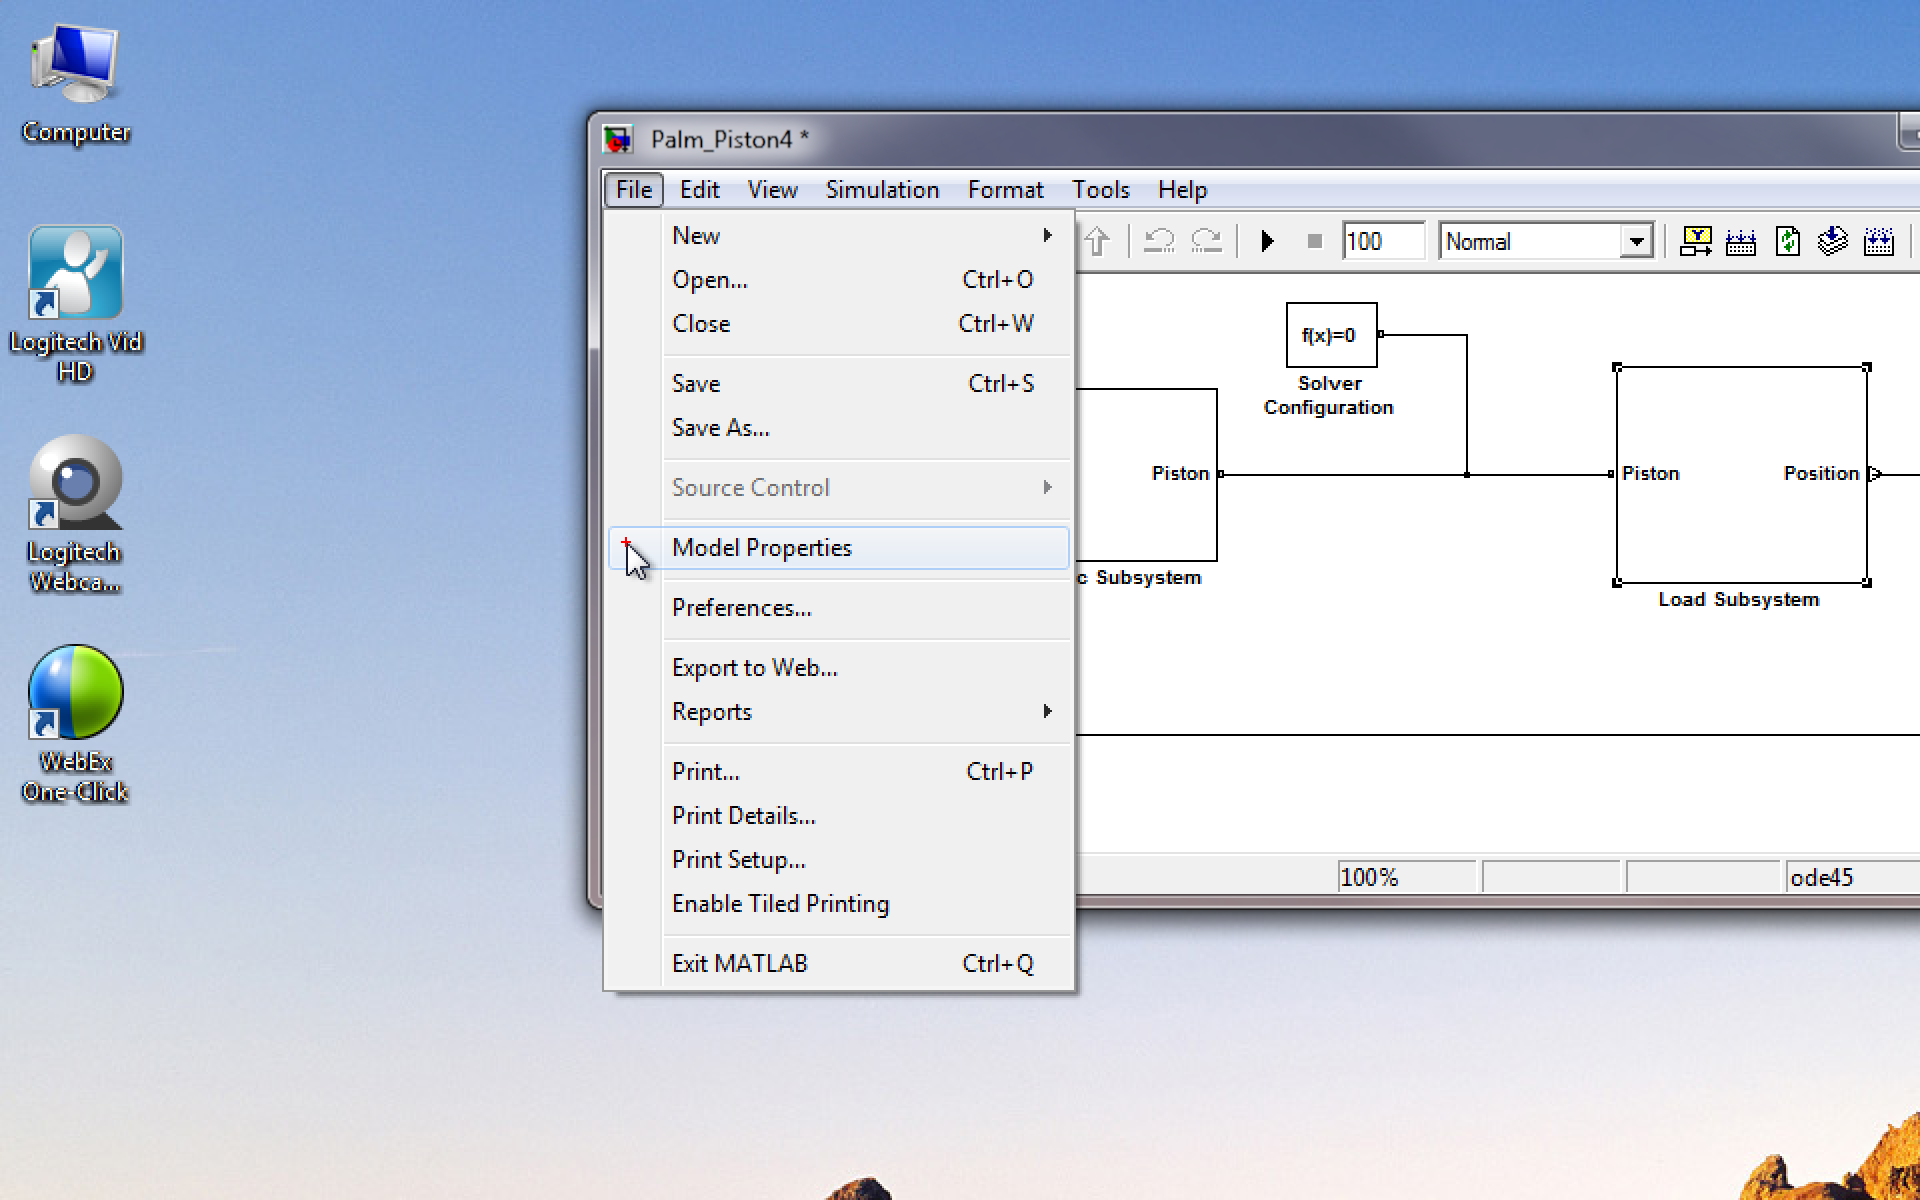 Computer
Logitech Vid
HD
Logitech
Webca...
WebEx
One-Click
Palm_Piston4 *
File Edit View Simulation Format Tools Help
New
Open... Ctrl+O
Close Ctrl+W
Save Ctrl+S
Save As...
Source Control
Model Properties
Preferences...
Export to Web...
Reports
Print... Ctrl+P
Print Details...
Print Setup...
Enable Tiled Printing
Exit MATLAB Ctrl+Q
100 Normal
f(x)=0
Solver
Configuration
Piston
c Subsystem
Piston Position
Load Subsystem
100% ode45